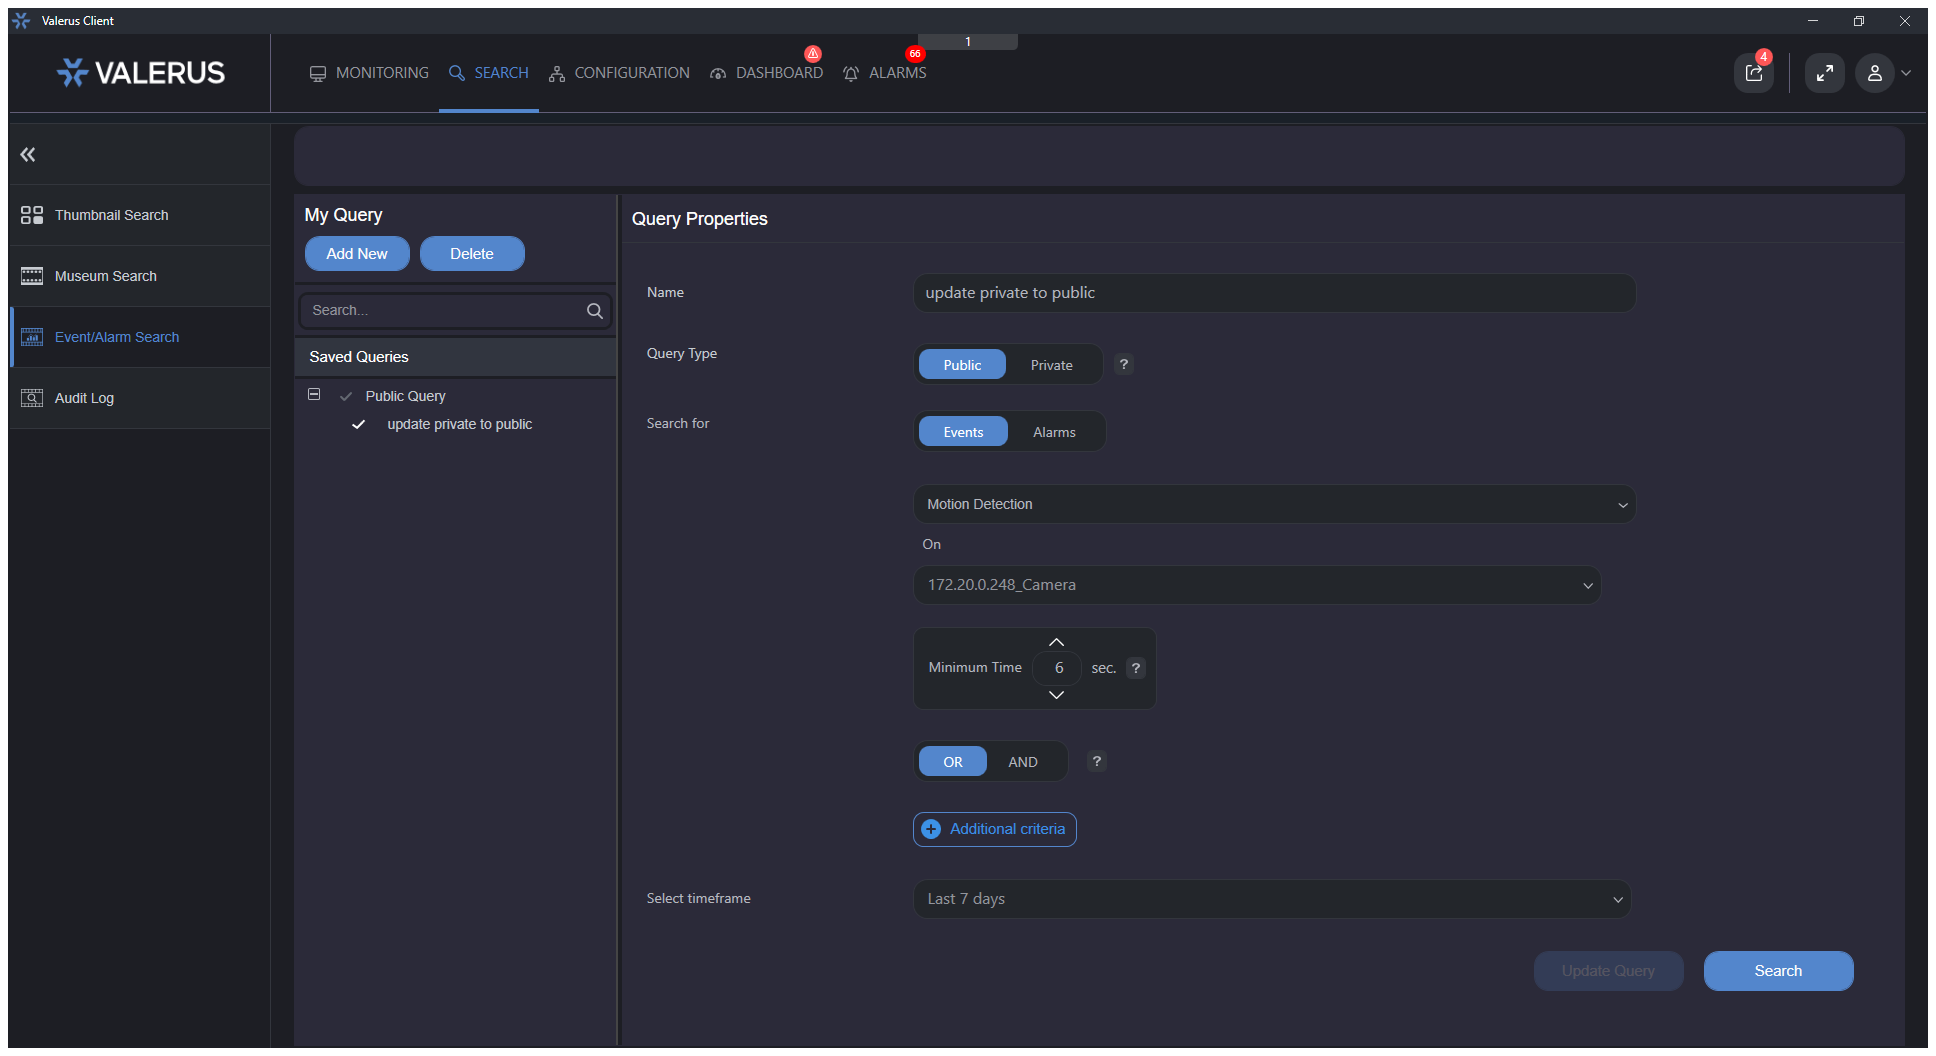 Valerus Client
1
VALERUS
MONITORING
SEARCH
CONFIGURATION
DASHBOARD
66
ALARMS
4
Thumbnail Search
Museum Search
Event/Alarm Search
Audit Log
My Query
Add New
Delete
Search...
Saved Queries
Public Query
update private to public
Query Properties
Name
update private to public
Query Type
Public
Private
?
Search for
Events
Alarms
Motion Detection
On
172.20.0.248_Camera
Minimum Time
6
sec.
?
OR
AND
?
Additional criteria
Select timeframe
Last 7 days
Update Query
Search